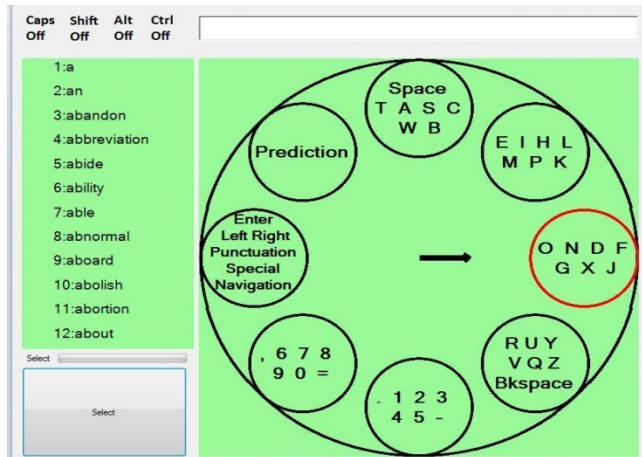 Caps Shift Alt Ctrl
Off Off Off Off
1:a
2:an
3:abandon
4:abbreviation
5:abide
6:ability
7:able
8:abnormal
9:aboard
10:abolish
11:abortion
12:about
Select
Select
Space
T A S C
W B
E I H L
M P K
O N D F
G X J
R U Y
V Q Z
Bkspace
. 1 2 3
4 5 -
, 6 7 8
9 0 =
Enter
Left Right
Punctuation
Special
Navigation
Prediction